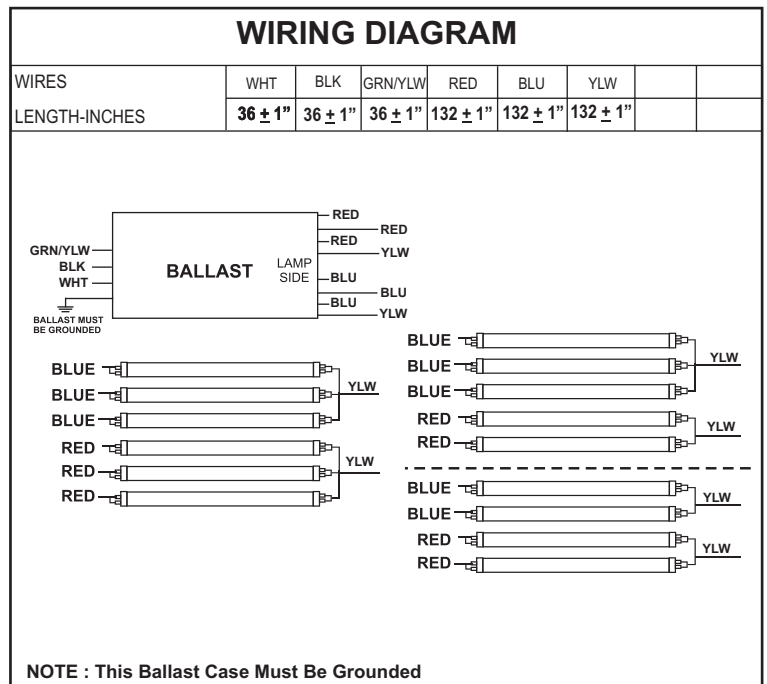 WIRING DIAGRAM
WIRES WHT BLK GRN/YLW RED BLU YLW
LENGTH-INCHES 36 ± 1” 36 ± 1” 36 ± 1” 132 ± 1” 132 ± 1” 132 ± 1”
GRN/YLW
BLK
WHT
BALLAST MUST
BE GROUNDED
BALLAST
LAMP
SIDE
RED
RED
RED
YLW
BLU
BLU
BLU
YLW
BLUE
BLUE
BLUE
YLW
RED
RED
RED
YLW
BLUE
BLUE
BLUE
YLW
RED
RED
YLW
BLUE
BLUE
YLW
RED
RED
YLW
NOTE : This Ballast Case Must Be Grounded